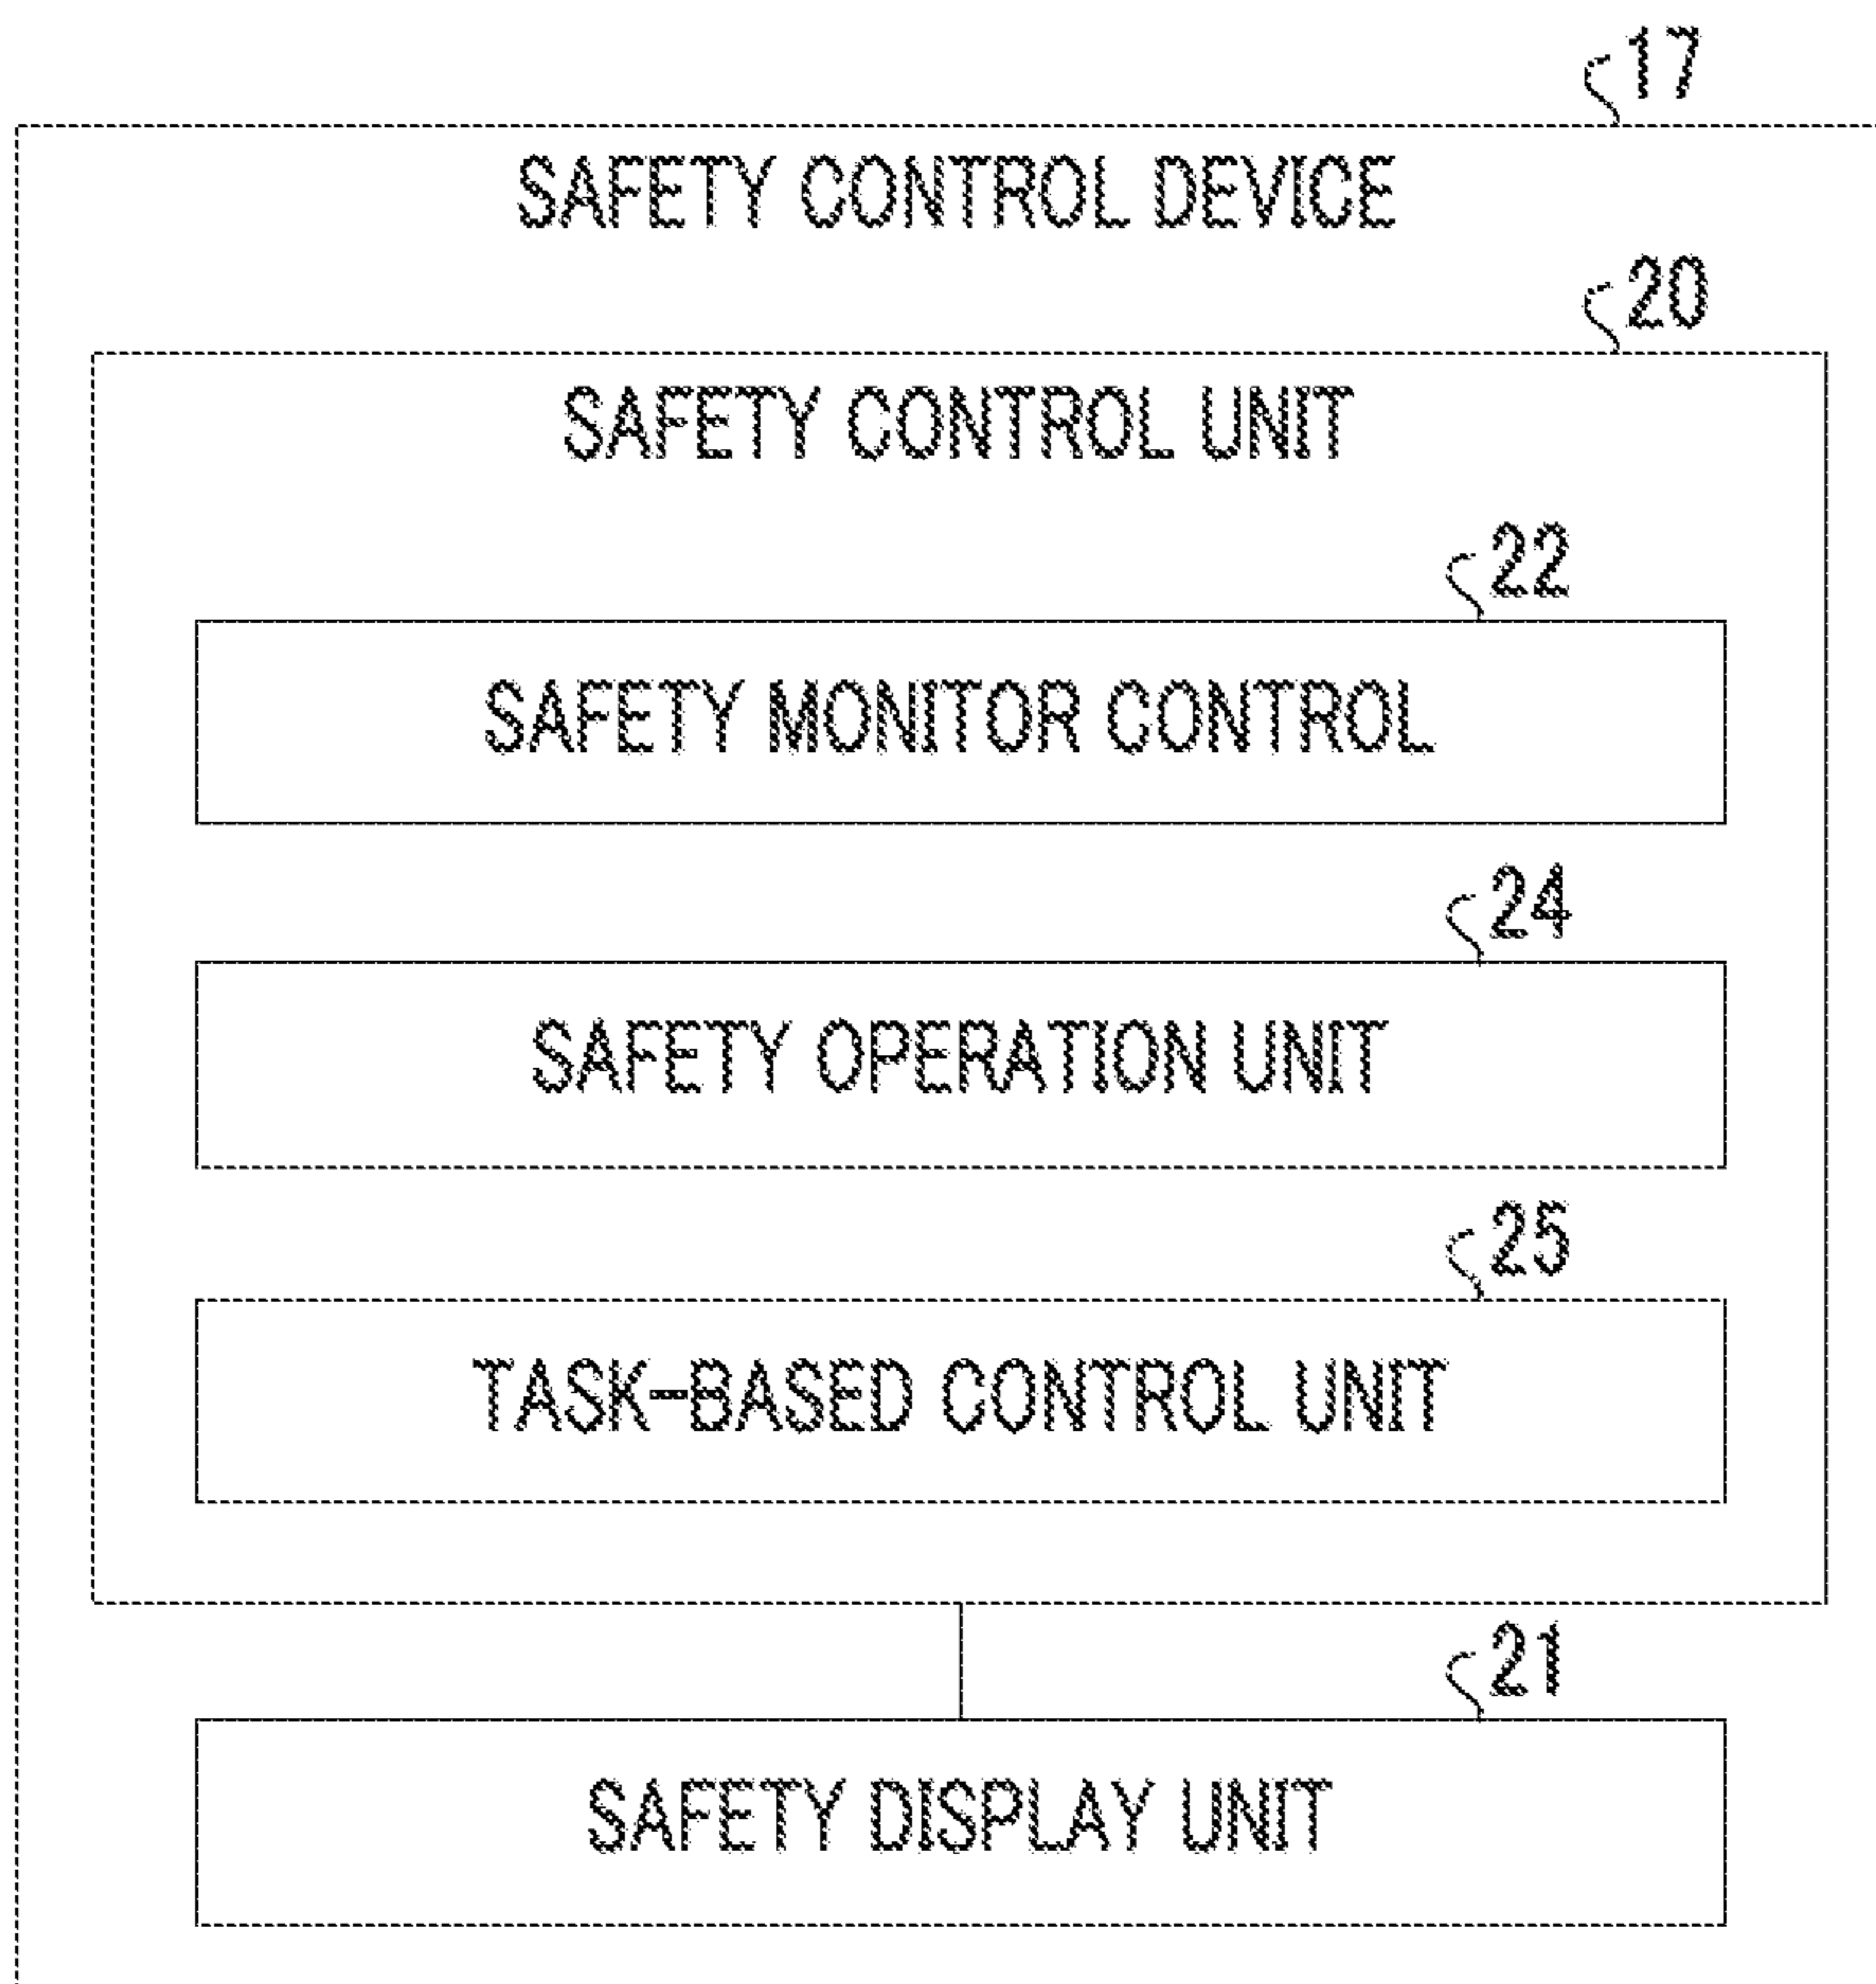 17
SAFETY CONTROL DEVICE
20
SAFETY CONTROL UNIT
22
SAFETY MONITOR CONTROL
24
SAFETY OPERATION UNIT
25
TASK-BASED CONTROL UNIT
21
SAFETY DISPLAY UNIT